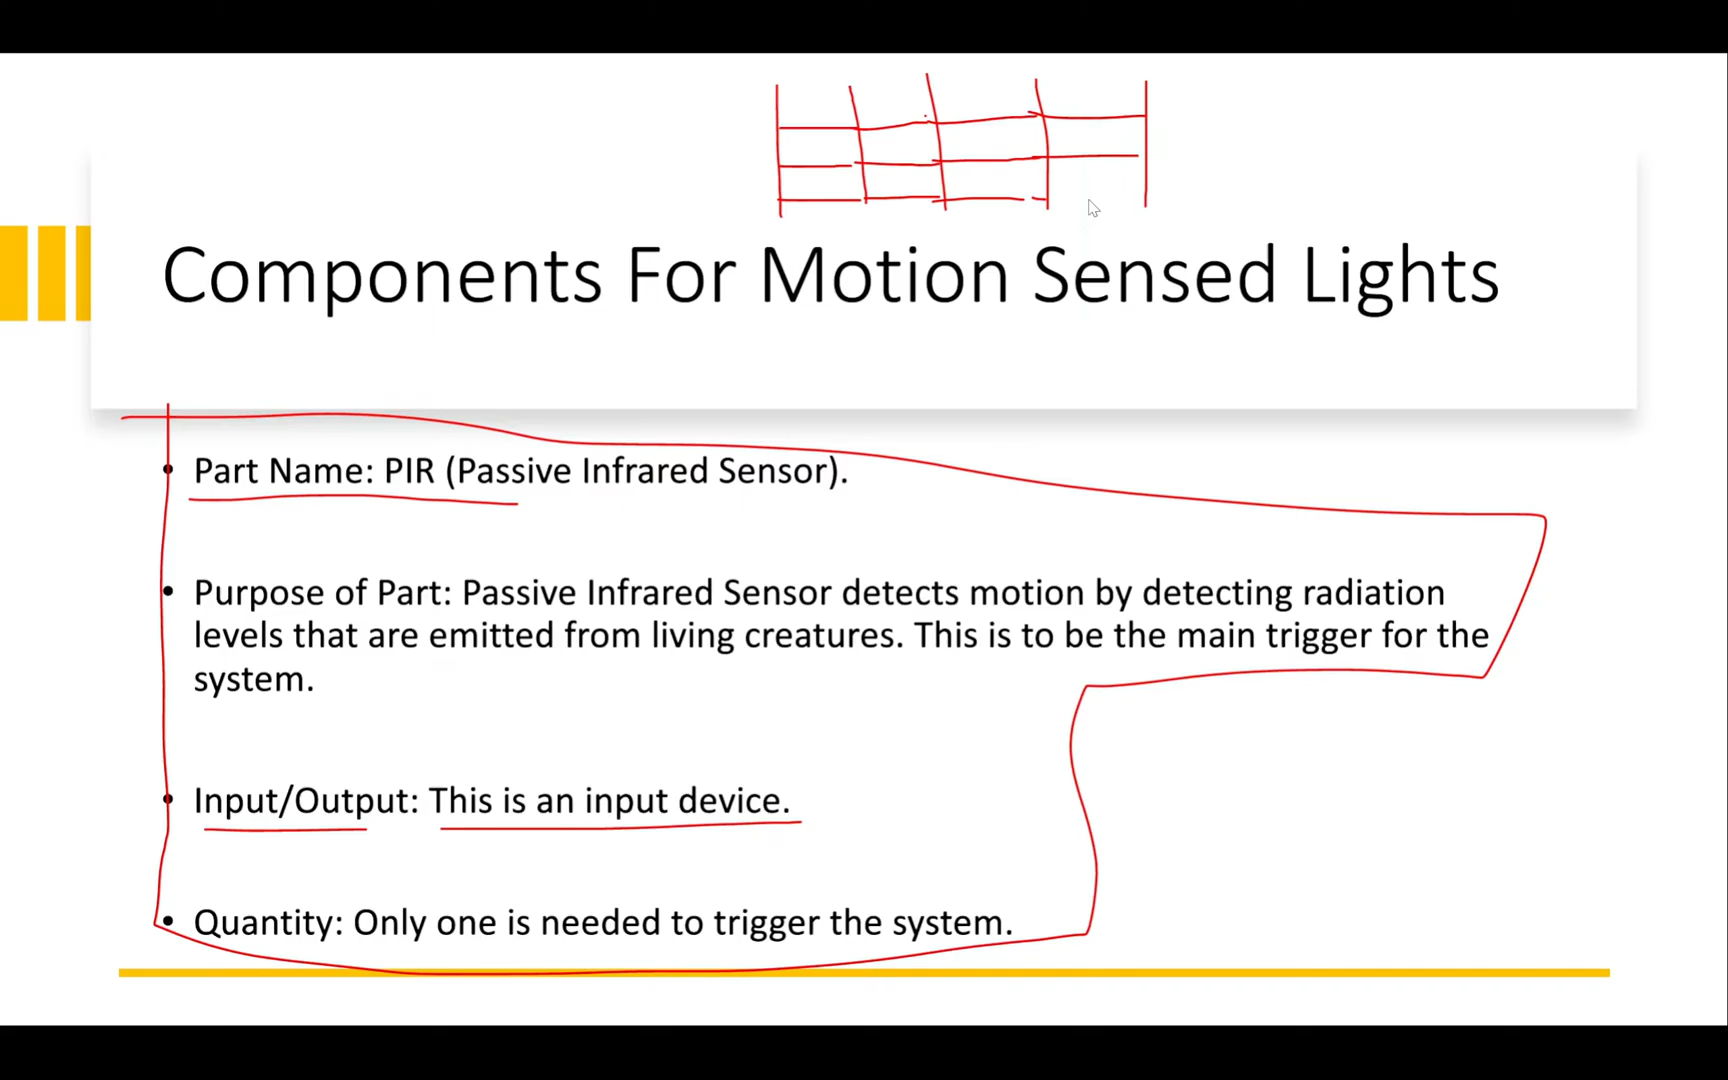 Components For Motion Sensed Lights
• Part Name: PIR (Passive Infrared Sensor).
• Purpose of Part: Passive Infrared Sensor detects motion by detecting radiation
levels that are emitted from living creatures. This is to be the main trigger for the
system.
• Input/Output: This is an input device.
• Quantity: Only one is needed to trigger the system.